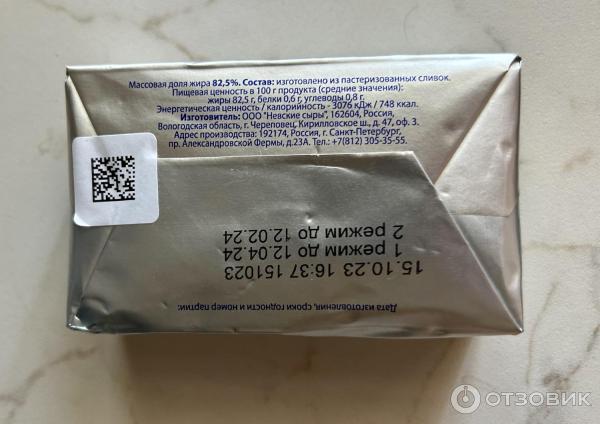 Массовая доля жира 82,5%. Состав: изготовлено из пастеризованных сливок.
Пищевая ценность в 100 г продукта (средние значения):
жиры 82,5 г, белки 0,6 г, углеводы 0,8 г.
Энергетическая ценность / калорийность - 3076 кДж / 748 ккал.
Изготовитель: ООО "Невские сыры", 162604, Россия,
Вологодская область, г. Череповец, Кирилловское ш., д. 47, оф. 3.
Адрес производства: 192174, Россия, г. Санкт-Петербург,
пр. Александровской Фермы, д.23А. Тел.: +7(812) 305-35-55.
Дата изготовления, сроки годности и номер партии:
15.10.23 16:37 151023
1 режим до 12.04.24
2 режим до 12.02.24
ОТЗОВИК